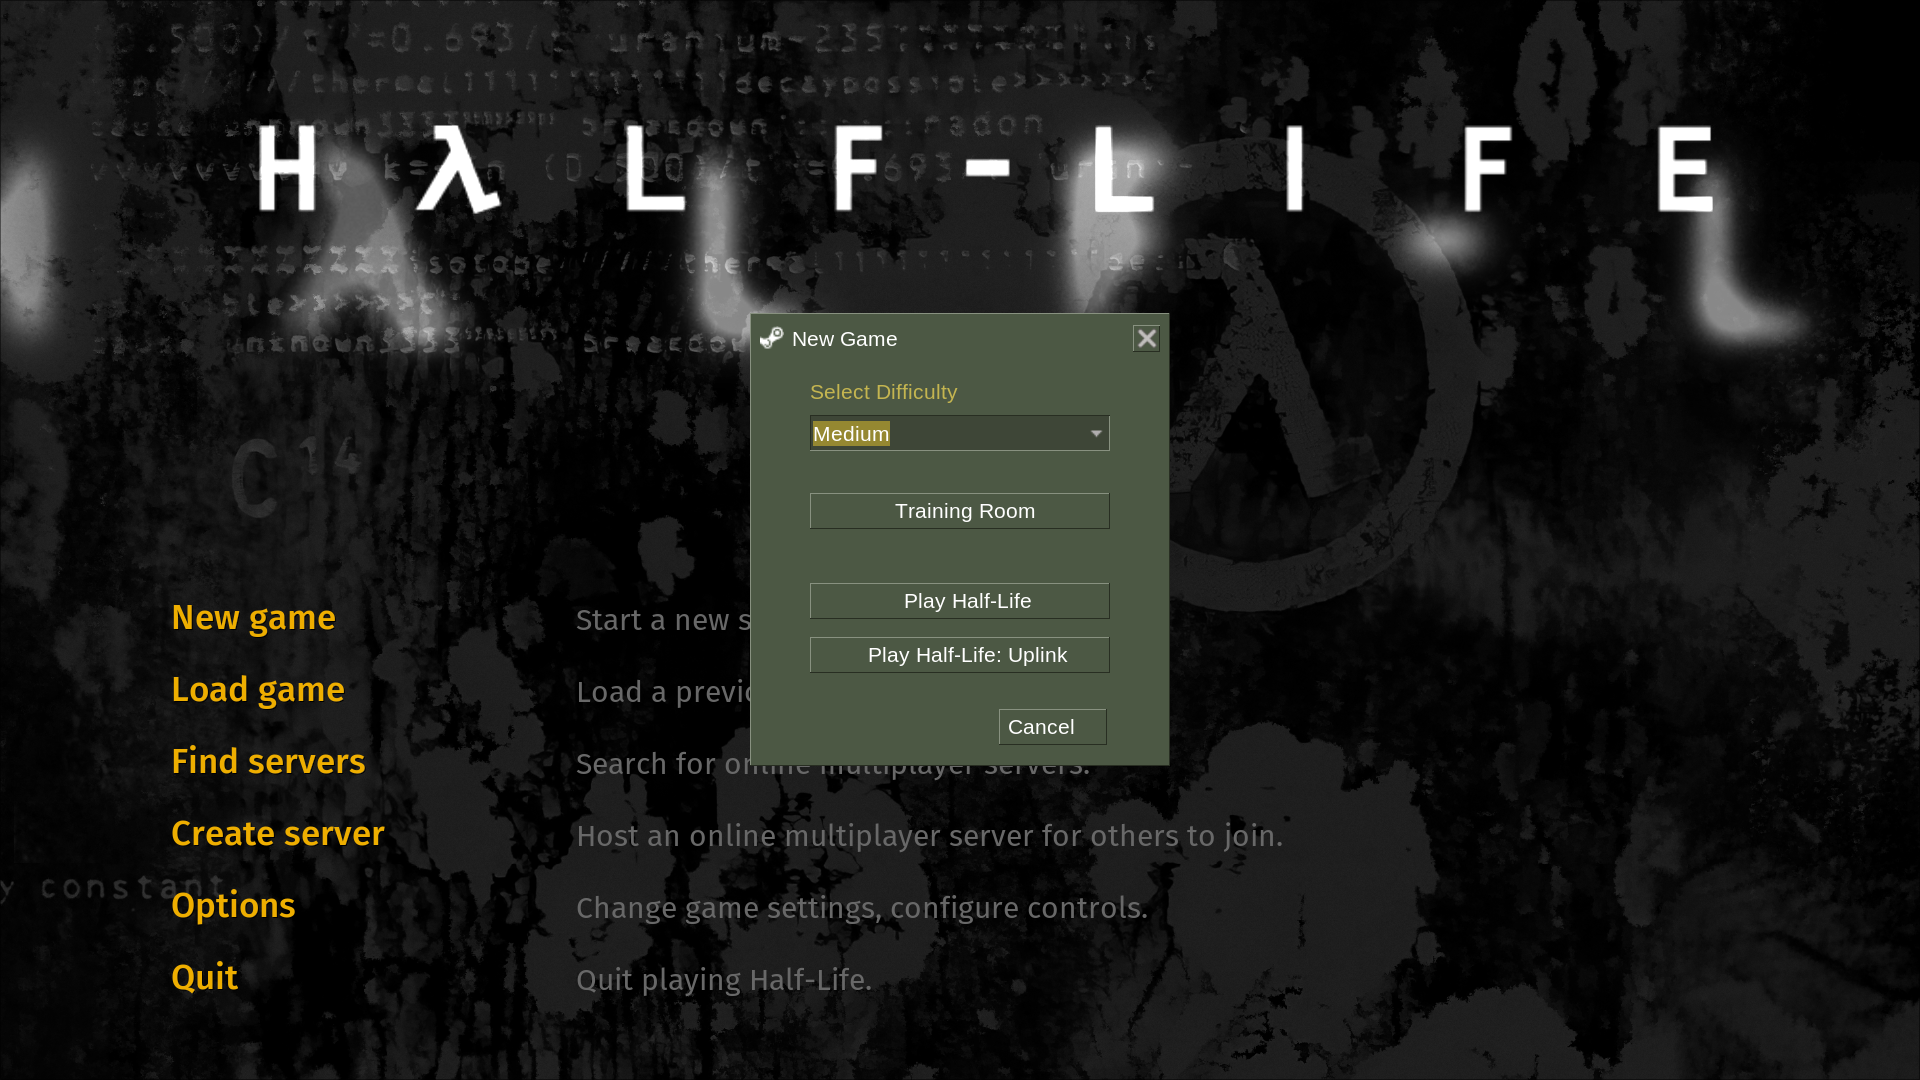 HλLF-LIFE
New Game
Select Difficulty
Medium
Training Room
Play Half-Life
Play Half-Life: Uplink
Cancel
C14
y constant
New game
Start a new s
Load game
Load a previo
Find servers
Search for online multiplayer servers.
Create server
Host an online multiplayer server for others to join.
Options
Change game settings, configure controls.
Quit
Quit playing Half-Life.